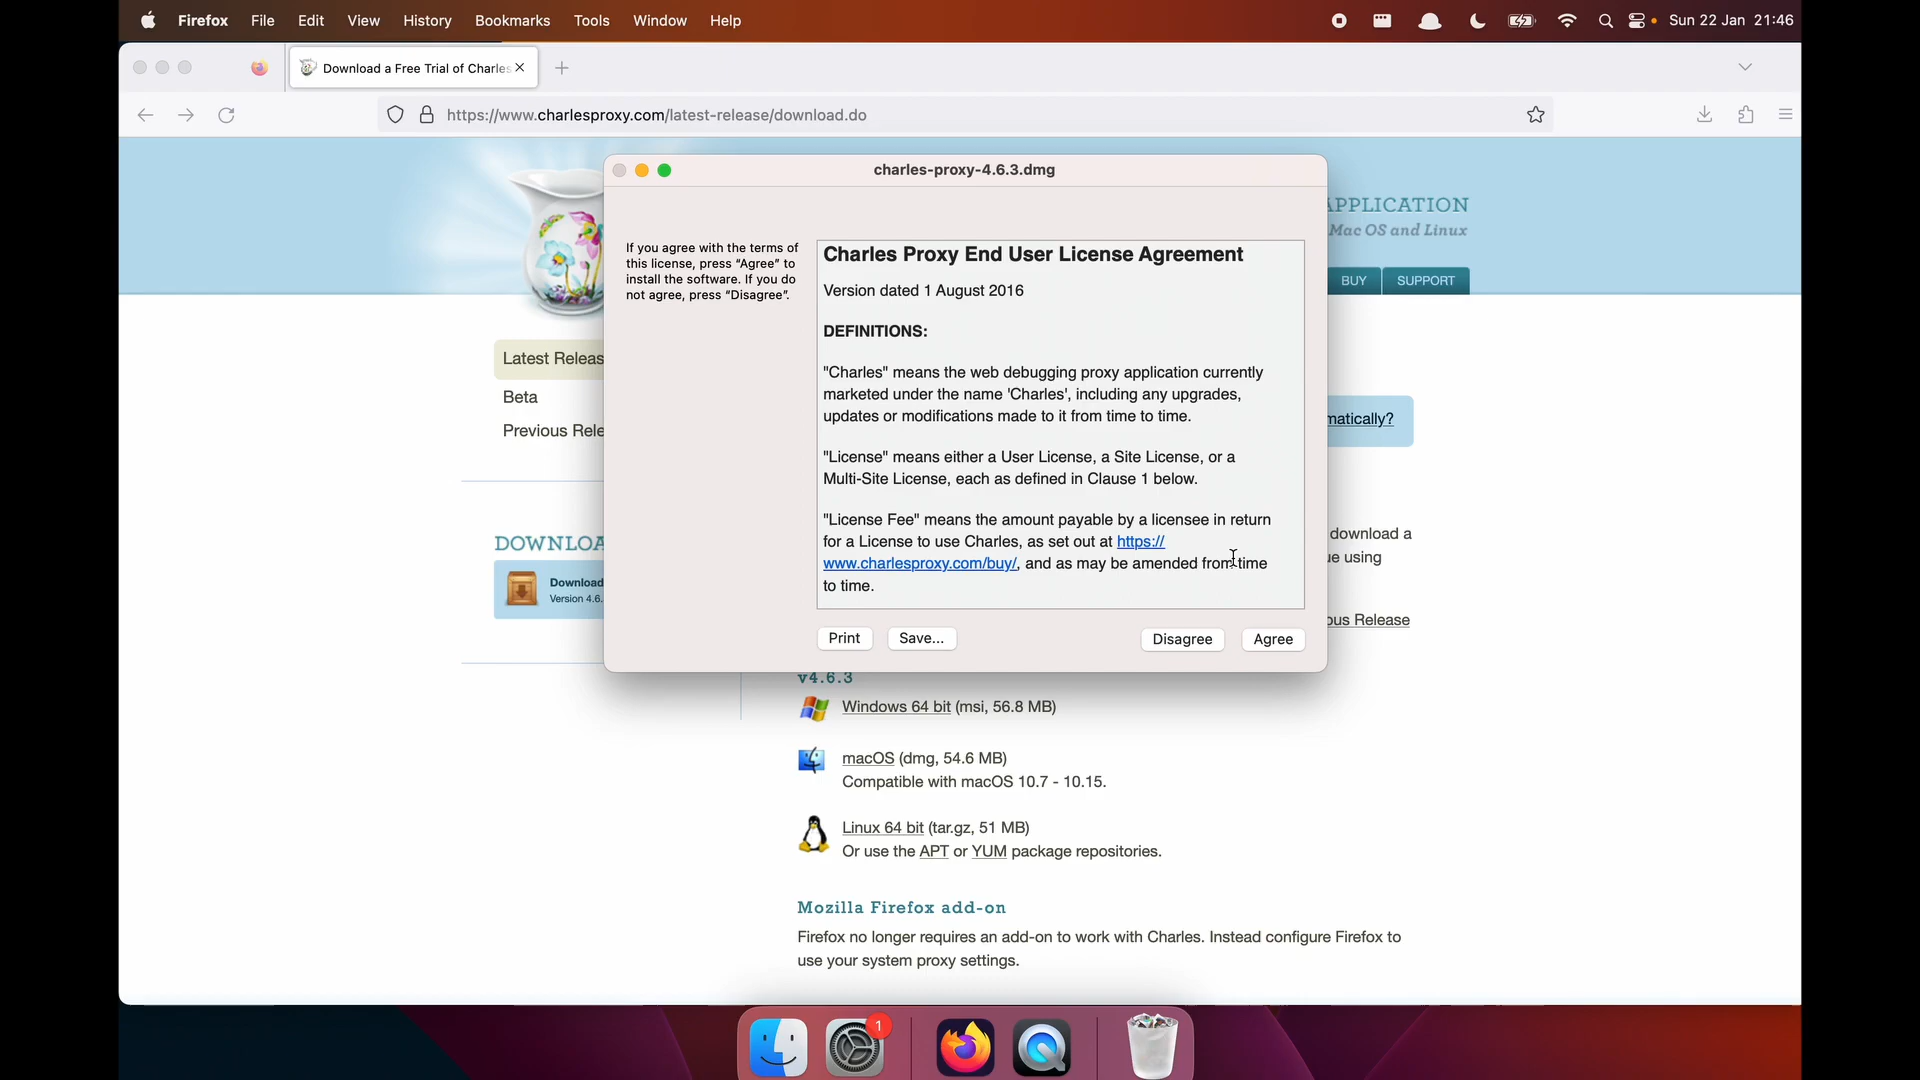 Firefox File Edit View History Bookmarks Tools Window Help
1
Sun 22 Jan 21:46
Download a Free Trial of Charles
https://www.charlesproxy.com/latest-release/download.do
charles-proxy-4.6.3.dmg
If you agree with the terms of
this license, press “Agree” to
install the software. If you do
not agree, press “Disagree”.
Charles Proxy End User License Agreement
Version dated 1 August 2016
DEFINITIONS:
"Charles" means the web debugging proxy application currently
marketed under the name 'Charles', including any upgrades,
updates or modifications made to it from time to time.
"License" means either a User License, a Site License, or a
Multi-Site License, each as defined in Clause 1 below.
"License Fee" means the amount payable by a licensee in return
for a License to use Charles, as set out at https://
www.charlesproxy.com/buy/, and as may be amended from time
to time.
Print Save... Disagree Agree
APPLICATION
Mac OS and Linux
BUY SUPPORT
Latest Releas
Beta
Previous Rele
matically?
DOWNLOA
Download
Version 4.6.
download a
ue using
ous Release
v4.6.3
Windows 64 bit (msi, 56.8 MB)
macOS (dmg, 54.6 MB)
Compatible with macOS 10.7 - 10.15.
Linux 64 bit (tar.gz, 51 MB)
Or use the APT or YUM package repositories.
Mozilla Firefox add-on
Firefox no longer requires an add-on to work with Charles. Instead configure Firefox to
use your system proxy settings.